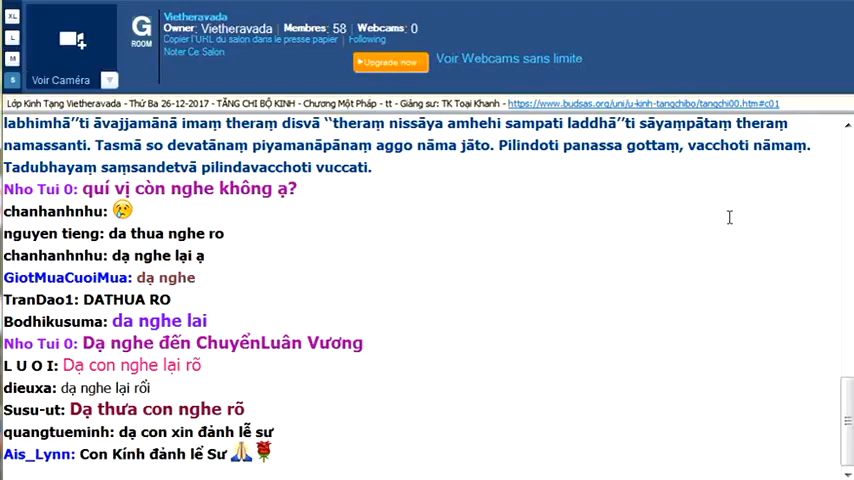 XL
L
M
S
Voir Caméra
G
ROOM
Vietheravada
Owner: Vietheravada Membres: 58 Webcams: 0
Copier l'URL du salon dans le presse papier | Following
Noter Ce Salon
Upgrade now
Voir Webcams sans limite
Lớp Kinh Tạng Vietheravada - Thứ Ba 26-12-2017 - TĂNG CHI BỘ KINH - Chương Một Pháp - tt - Giảng sư: TK Toại Khanh - https://www.budsas.org/uni/u-kinh-tangchibo/tangchi00.htm#c01
labhimhā’’ti āvajjamānā imaṃ theraṃ disvā ‘‘theraṃ nissāya amhehi sampati laddhā’’ti sāyaṃpātaṃ theraṃ
namassanti. Tasmā so devatānaṃ piyamanāpānaṃ aggo nāma jāto. Pilindoti panassa gottaṃ, vacchoti nāmaṃ.
Tadubhayaṃ saṃsandetvā pilindavacchoti vuccati.
Nho Tui 0: quí vị còn nghe không ạ?
chanhanhnhu:
nguyen tieng: da thua nghe ro
chanhanhnhu: dạ nghe lại ạ
GiotMuaCuoiMua: dạ nghe
TranDao1: DATHUA RO
Bodhikusuma: da nghe lai
Nho Tui 0: Dạ nghe đến ChuyểnLuân Vương
L U O I: Dạ con nghe lại rõ
dieuxa: dạ nghe lại rổi
Susu-ut: Dạ thưa con nghe rõ
quangtueminh: dạ con xin đảnh lễ sư
Ais_Lynn: Con Kính đảnh lể Sư